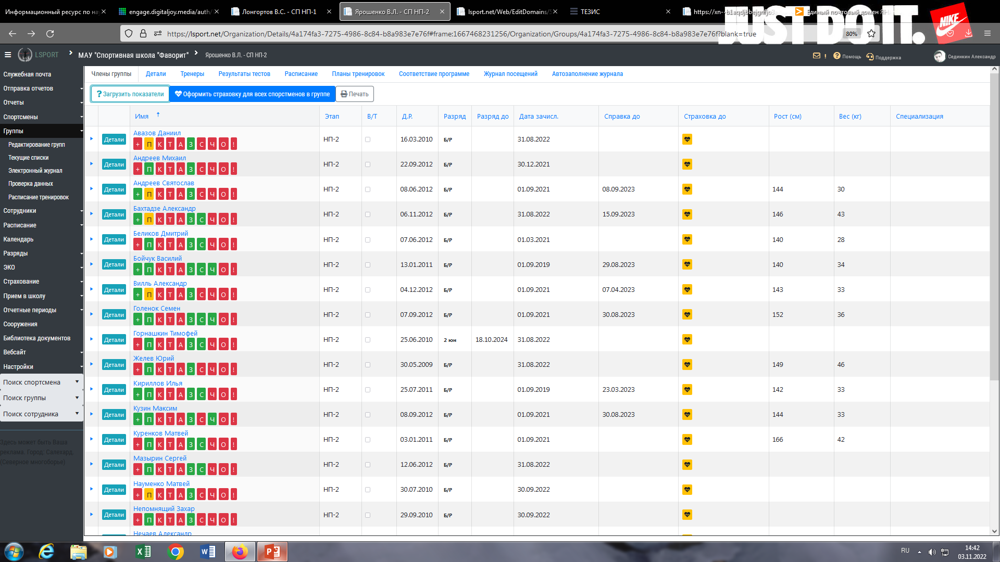 Информационный ресурс по на
engage.digitaljoy.media/auth/
Лонгортов В.С. - СП НП-1
Ярошенко В.Л. - СП НП-2
lsport.net/Web/EditDomains/5
ТЕЗИС
Единый почтовый домен ЯН
JUST DO IT.
NIKE
https://lsport.net/Organization/Details/4a174fa3-7275-4986-8c84-b8a983e7e76f#frame:1667468231256/Organization/Groups/4a174fa3-7275-4986-8c84-b8a983e7e76f?blank=true
80%
LSPORT
МАУ "Спортивная школа "Фаворит"
Ярошенко В.Л. - СП НП-2
Помощь
Поддержка
Сединкин Александр
Служебная почта
Отправка отчетов
Отчеты
Спортсмены
Группы
Редактирование групп
Текущие списки
Электронный журнал
Проверка данных
Расписание тренировок
Сотрудники
Расписание
Календарь
Разряды
ЭКО
Страхование
Прием в школу
Отчетные периоды
Сооружения
Библиотека документов
Вебсайт
Настройки
Поиск спортсмена
Поиск группы
Поиск сотрудника
Здесь может быть Ваша
реклама. Город: Салехард.
(Северное многоборье)
Члены группы Детали Тренеры Результаты тестов Расписание Планы тренировок Соответствие программе Журнал посещений Автозаполнение журнала
? Загрузить показатели Оформить страховку для всех спорстменов в группе Печать
Имя ↑ Этап В/Т Д.Р. Разряд Разряд до Дата зачисл. Справка до Страховка до Рост (см) Вес (кг) Специализация
Авазов Даниил
Детали НП-2 16.03.2010 Б/Р 31.08.2022
+ П К Т А З С Ч О !
Андреев Михаил
Детали НП-2 22.09.2012 Б/Р 30.12.2021
+ П К Т А З С Ч О !
Андреев Святослав
Детали НП-2 08.06.2012 Б/Р 01.09.2021 08.09.2023 144 30
+ П К Т А З С Ч О !
Бахтадзе Александр
Детали НП-2 06.11.2012 Б/Р 31.08.2022 15.09.2023 146 43
+ П К Т А З С Ч О !
Беликов Дмитрий
Детали НП-2 07.06.2012 Б/Р 01.03.2021 140 28
+ П К Т А З С Ч О !
Бойчук Василий
Детали НП-2 13.01.2011 Б/Р 01.09.2019 29.08.2023 140 34
+ П К Т А З С Ч О !
Вилль Александр
Детали НП-2 04.12.2012 Б/Р 01.09.2021 07.04.2023 143 33
+ П К Т А З С Ч О !
Голенок Семен
Детали НП-2 07.09.2012 Б/Р 01.09.2021 30.08.2023 152 36
+ П К Т А З С Ч О !
Горнашкин Тимофей
Детали НП-2 25.06.2010 2 юн 18.10.2024 31.08.2022
+ П К Т А З С Ч О !
Желев Юрий
Детали НП-2 30.05.2009 Б/Р 31.08.2022 149 46
+ П К Т А З С Ч О !
Кириллов Илья
Детали НП-2 25.07.2011 Б/Р 01.09.2019 23.03.2023 142 33
+ П К Т А З С Ч О !
Кузин Максим
Детали НП-2 08.09.2012 Б/Р 01.09.2021 30.08.2023 144 33
+ П К Т А З С Ч О !
Куренков Матвей
Детали НП-2 03.01.2011 Б/Р 01.09.2021 166 42
+ П К Т А З С Ч О !
Мазырин Сергей
Детали НП-2 12.06.2012 Б/Р 31.08.2022
+ П К Т А З С Ч О !
Науменко Матвей
Детали НП-2 30.07.2010 Б/Р 30.09.2022
+ П К Т А З С Ч О !
Непомнящий Захар
Детали НП-2 29.09.2010 Б/Р 30.09.2022
+ П К Т А З С Ч О !
Нечаев Александр
RU
14:42
03.11.2022